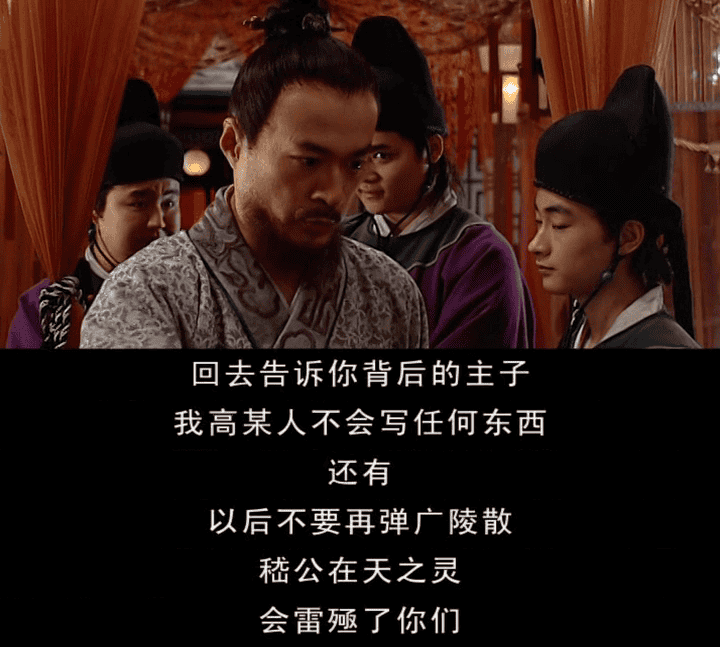 回去告诉你背后的主子
我高某人不会写任何东西
还有
以后不要再弹广陵散
嵇公在天之灵
会雷殛了你们